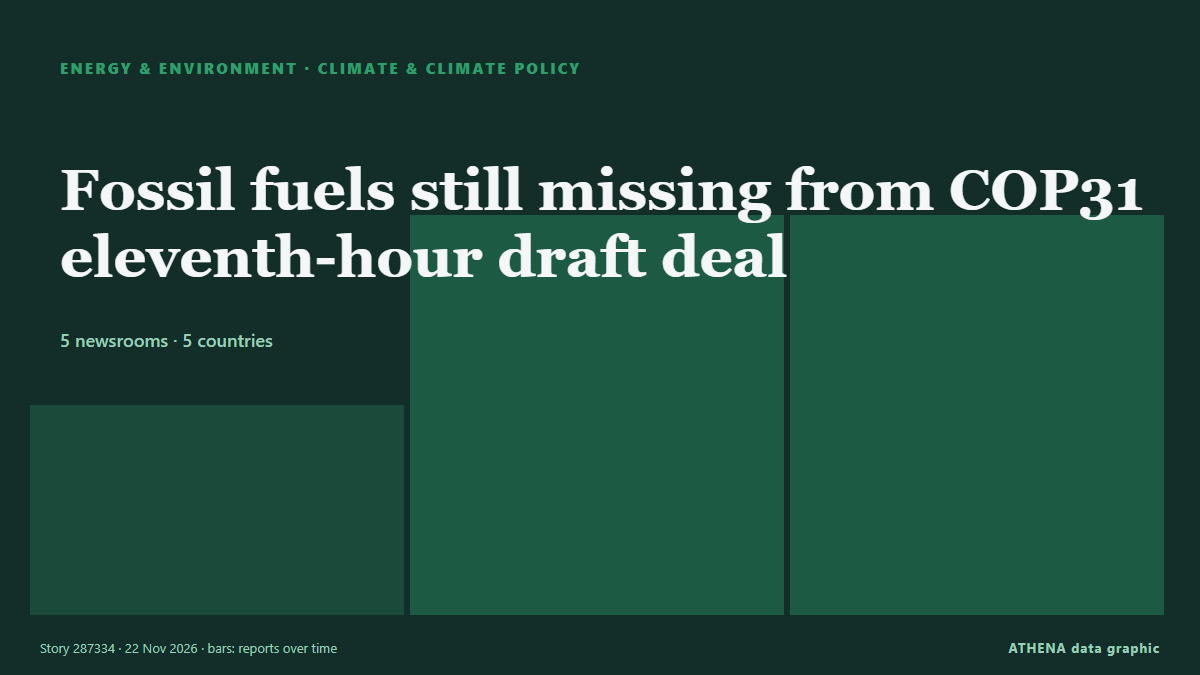 ENERGY & ENVIRONMENT · CLIMATE & CLIMATE POLICY
Fossil fuels still missing from COP31
eleventh-hour draft deal
5 newsrooms · 5 countries
Story 287334 · 22 Nov 2026 · bars: reports over time
ATHENA data graphic